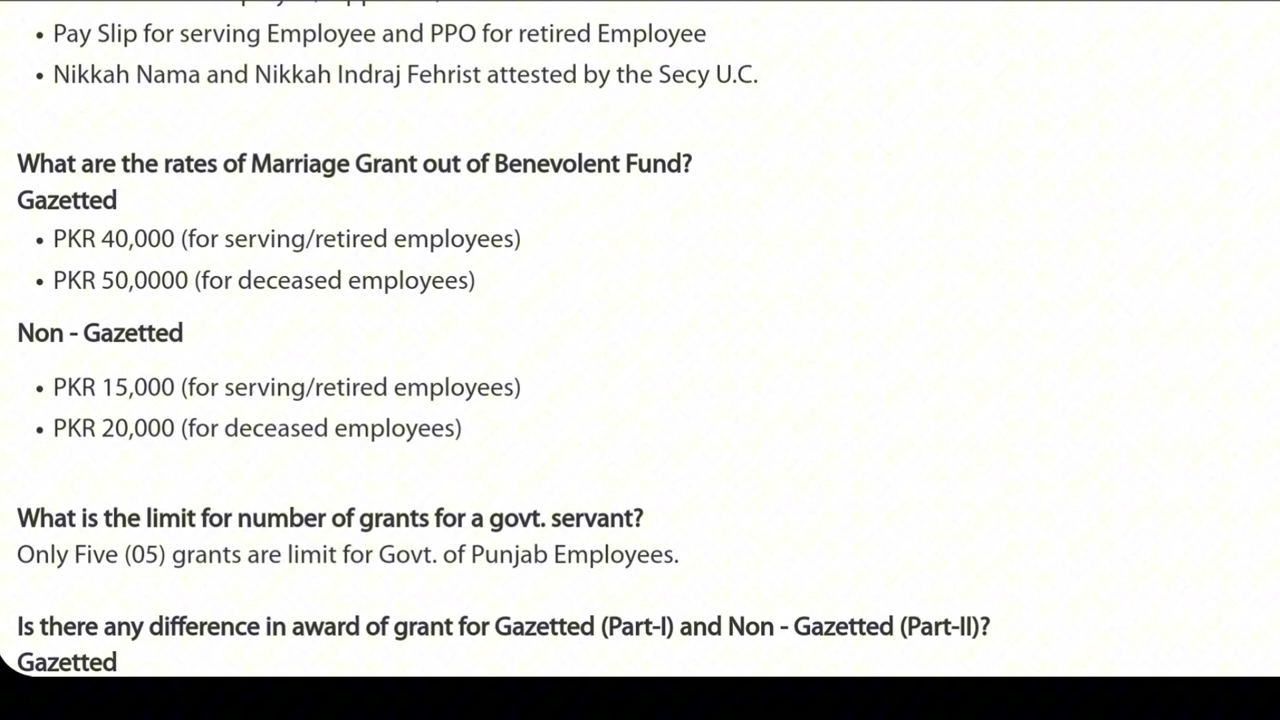 • Pay Slip for serving Employee and PPO for retired Employee
• Nikkah Nama and Nikkah Indraj Fehrist attested by the Secy U.C.
What are the rates of Marriage Grant out of Benevolent Fund?
Gazetted
• PKR 40,000 (for serving/retired employees)
• PKR 50,0000 (for deceased employees)
Non - Gazetted
• PKR 15,000 (for serving/retired employees)
• PKR 20,000 (for deceased employees)
What is the limit for number of grants for a govt. servant?
Only Five (05) grants are limit for Govt. of Punjab Employees.
Is there any difference in award of grant for Gazetted (Part-I) and Non - Gazetted (Part-II)?
Gazetted